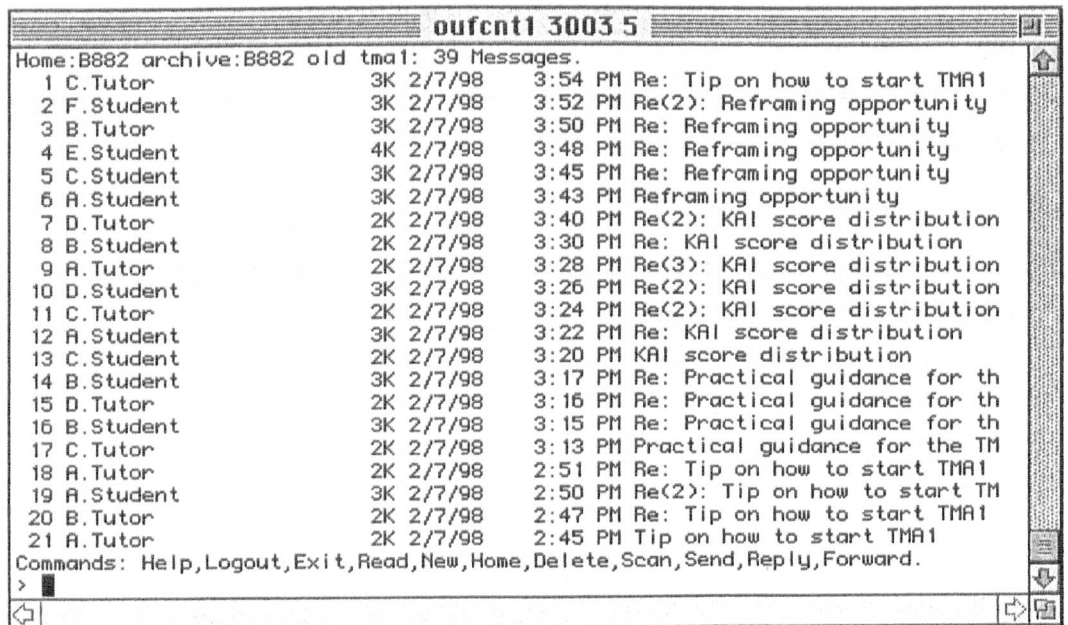 oufcnt1 3003 5
Home:B882 archive:B882 old tma1: 39 Messages.
1 C.Tutor 3K 2/7/98 3:54 PM Re: Tip on how to start TMA1
2 F.Student 3K 2/7/98 3:52 PM Re(2): Reframing opportunity
3 B.Tutor 3K 2/7/98 3:50 PM Re: Reframing opportunity
4 E.Student 4K 2/7/98 3:48 PM Re: Reframing opportunity
5 C.Student 3K 2/7/98 3:45 PM Re: Reframing opportunity
6 A.Student 3K 2/7/98 3:43 PM Reframing opportunity
7 D.Tutor 2K 2/7/98 3:40 PM Re(2): KAI score distribution
8 B.Student 2K 2/7/98 3:30 PM Re: KAI score distribution
9 A.Tutor 2K 2/7/98 3:28 PM Re(3): KAI score distribution
10 D.Student 3K 2/7/98 3:26 PM Re(2): KAI score distribution
11 C.Tutor 2K 2/7/98 3:24 PM Re(2): KAI score distribution
12 A.Student 3K 2/7/98 3:22 PM Re: KAI score distribution
13 C.Student 2K 2/7/98 3:20 PM KAI score distribution
14 B.Student 3K 2/7/98 3:17 PM Re: Practical guidance for th
15 D.Tutor 2K 2/7/98 3:16 PM Re: Practical guidance for th
16 B.Student 3K 2/7/98 3:15 PM Re: Practical guidance for th
17 C.Tutor 2K 2/7/98 3:13 PM Practical guidance for the TM
18 A.Tutor 2K 2/7/98 2:51 PM Re: Tip on how to start TMA1
19 A.Student 3K 2/7/98 2:50 PM Re(2): Tip on how to start TM
20 B.Tutor 2K 2/7/98 2:47 PM Re: Tip on how to start TMA1
21 A.Tutor 2K 2/7/98 2:45 PM Tip on how to start TMA1
Commands: Help,Logout,Exit,Read,New,Home,Delete,Scan,Send,Reply,Forward.
>